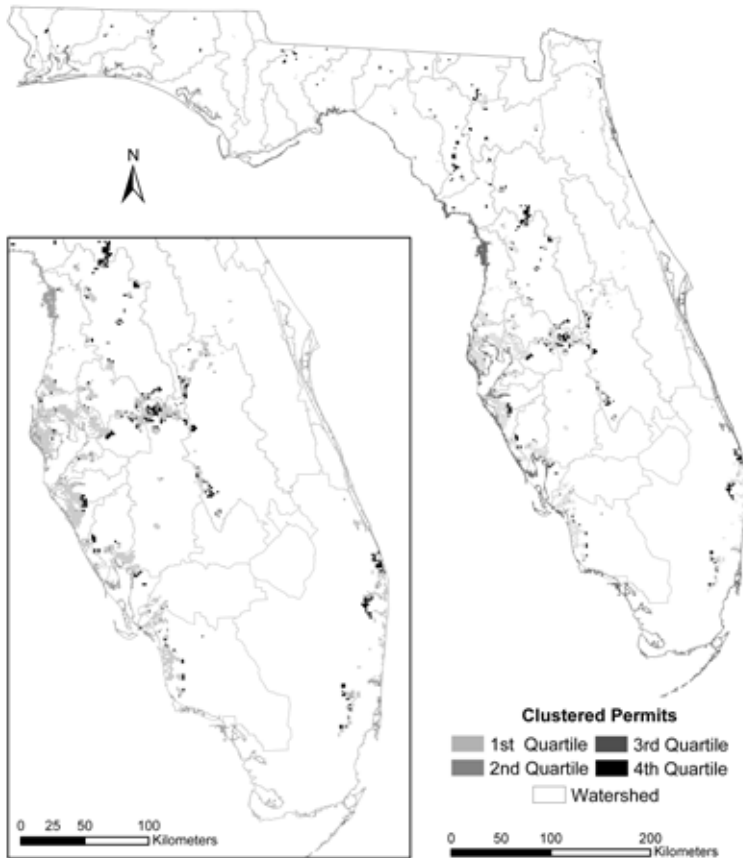 N
Clustered Permits
1st Quartile 3rd Quartile
2nd Quartile 4th Quartile
Watershed
0 25 50 100
Kilometers
0 50 100 200
Kilometers